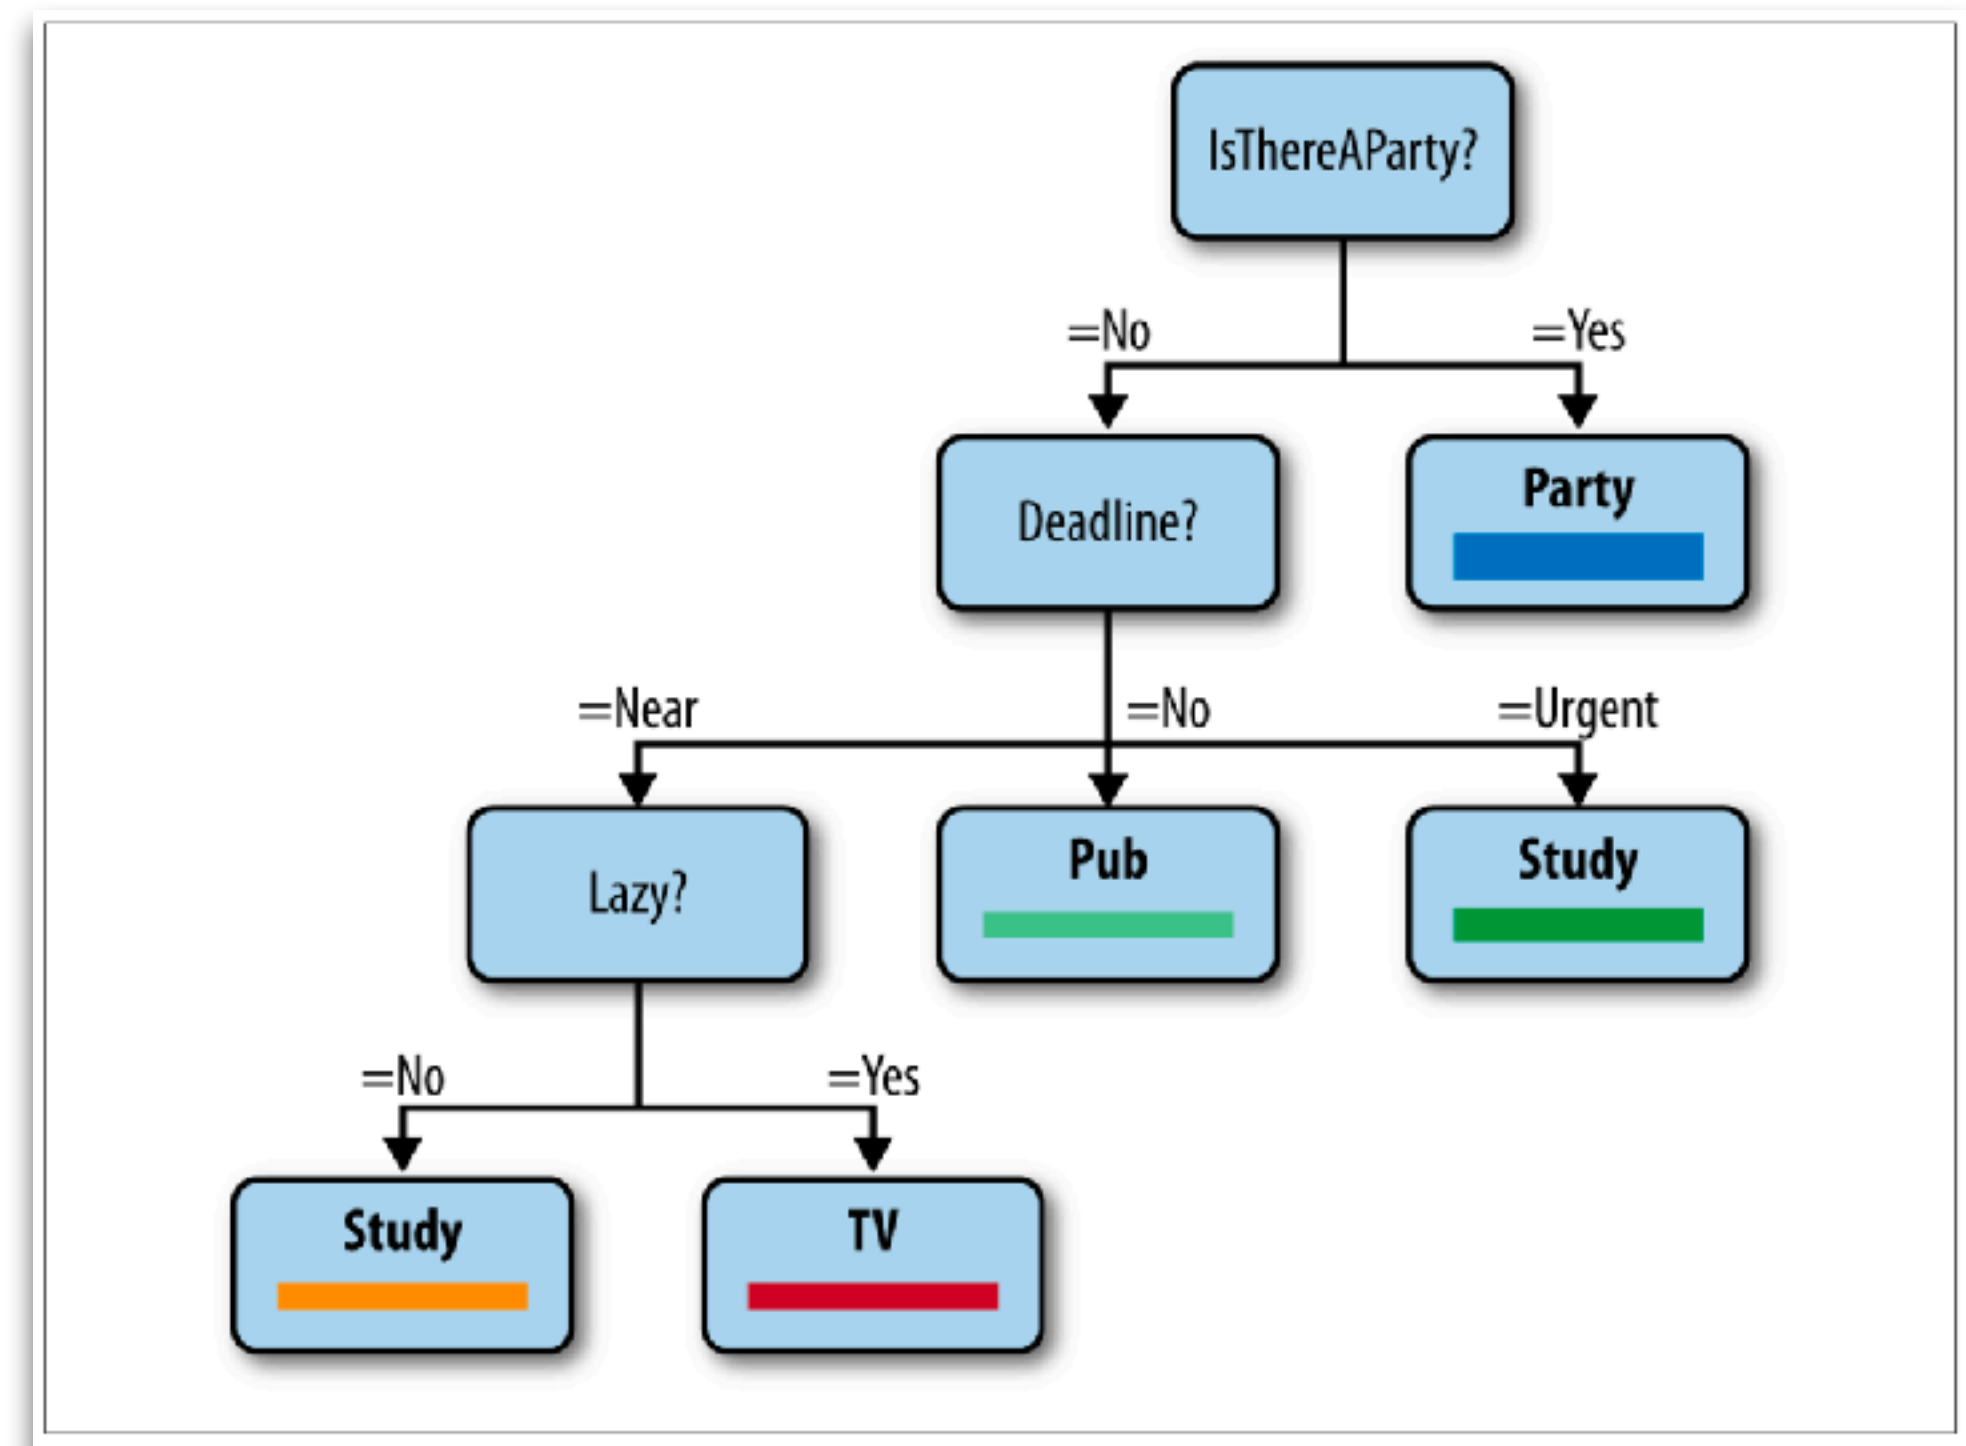 IsThereAParty?
=No
=Yes
Deadline?
Party
=Near
=No
=Urgent
Lazy?
Pub
Study
=No
=Yes
Study
TV